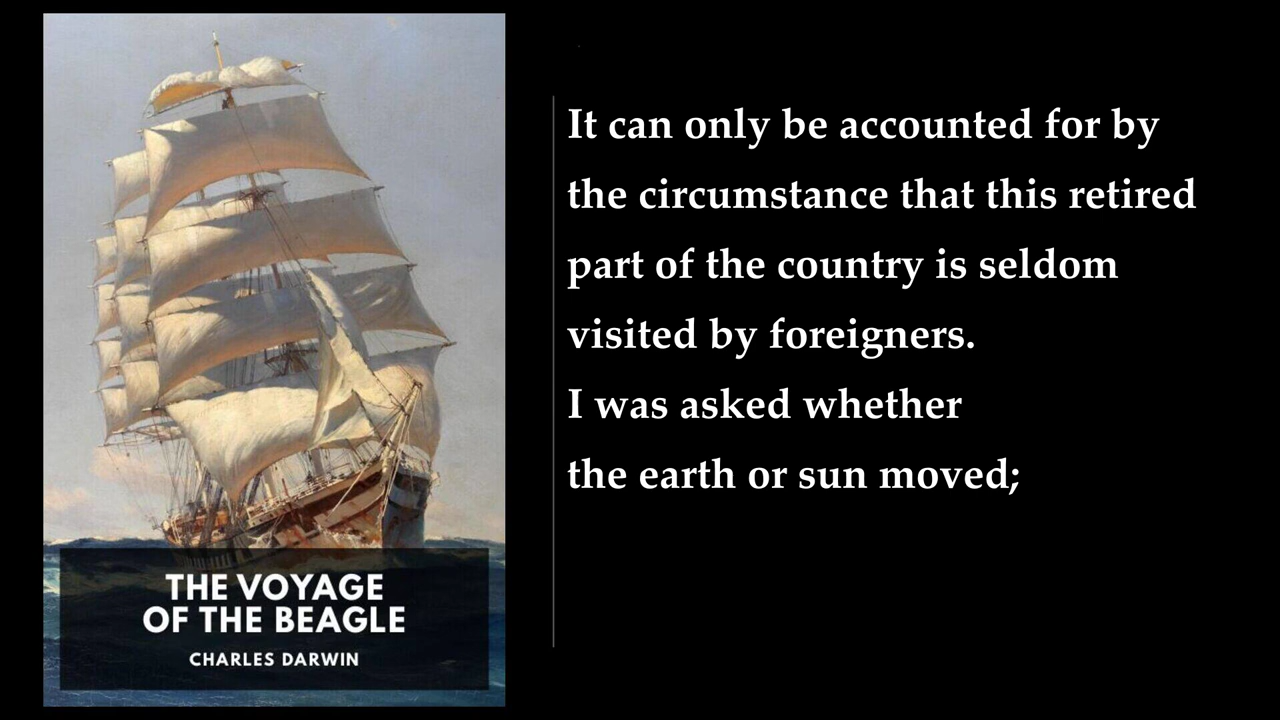 THE VOYAGE
OF THE BEAGLE
CHARLES DARWIN
It can only be accounted for by
the circumstance that this retired
part of the country is seldom
visited by foreigners.
I was asked whether
the earth or sun moved;